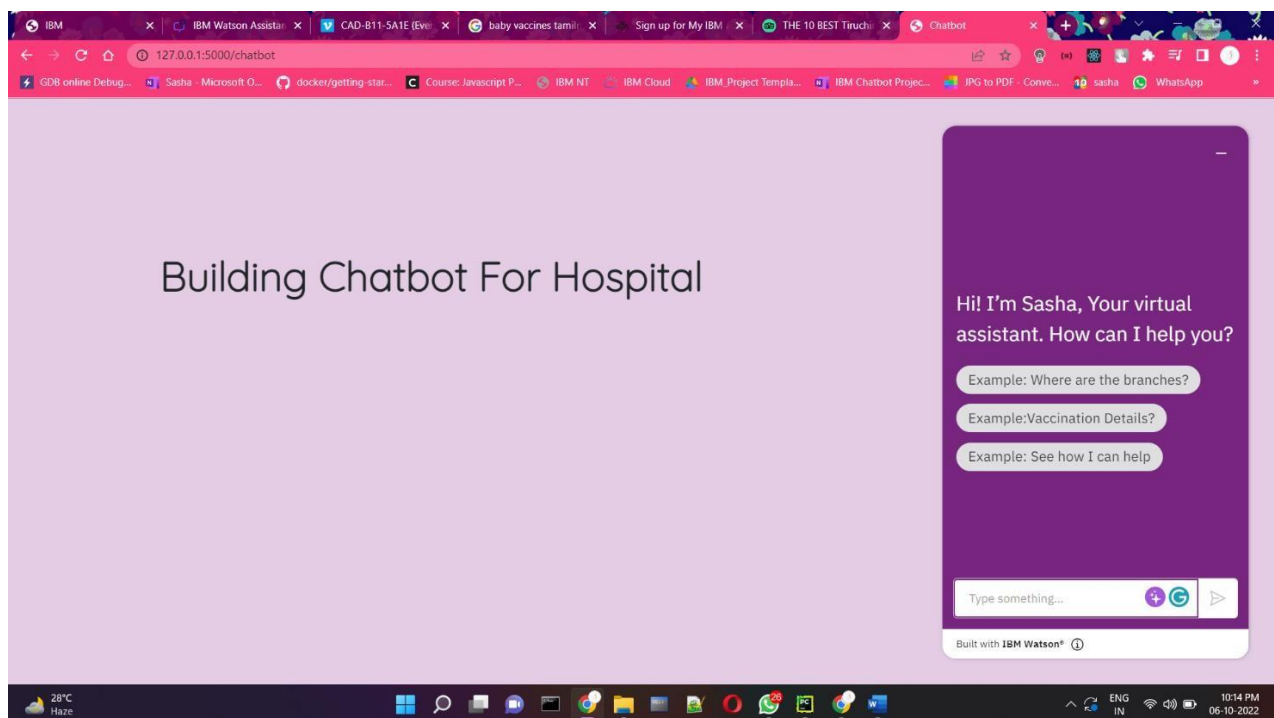 IBM
IBM Watson Assistan
CAD-B11-5A1E (Eve
baby vaccines tamil
Sign up for My IBM
THE 10 BEST Tiruchi
Chatbot
127.0.0.1:5000/chatbot
GDB online Debug...
Sasha - Microsoft O...
docker/getting-star...
Course: Javascript P...
IBM NT
IBM Cloud
IBM_Project Templa...
IBM Chatbot Projec...
JPG to PDF - Conve...
sasha
WhatsApp
»
Building Chatbot For Hospital
Hi! I'm Sasha, Your virtual
assistant. How can I help you?
Example: Where are the branches?
Example:Vaccination Details?
Example: See how I can help
Type something...
Built with IBM Watson®
28°C
Haze
26
ENG
IN
10:14 PM
06-10-2022